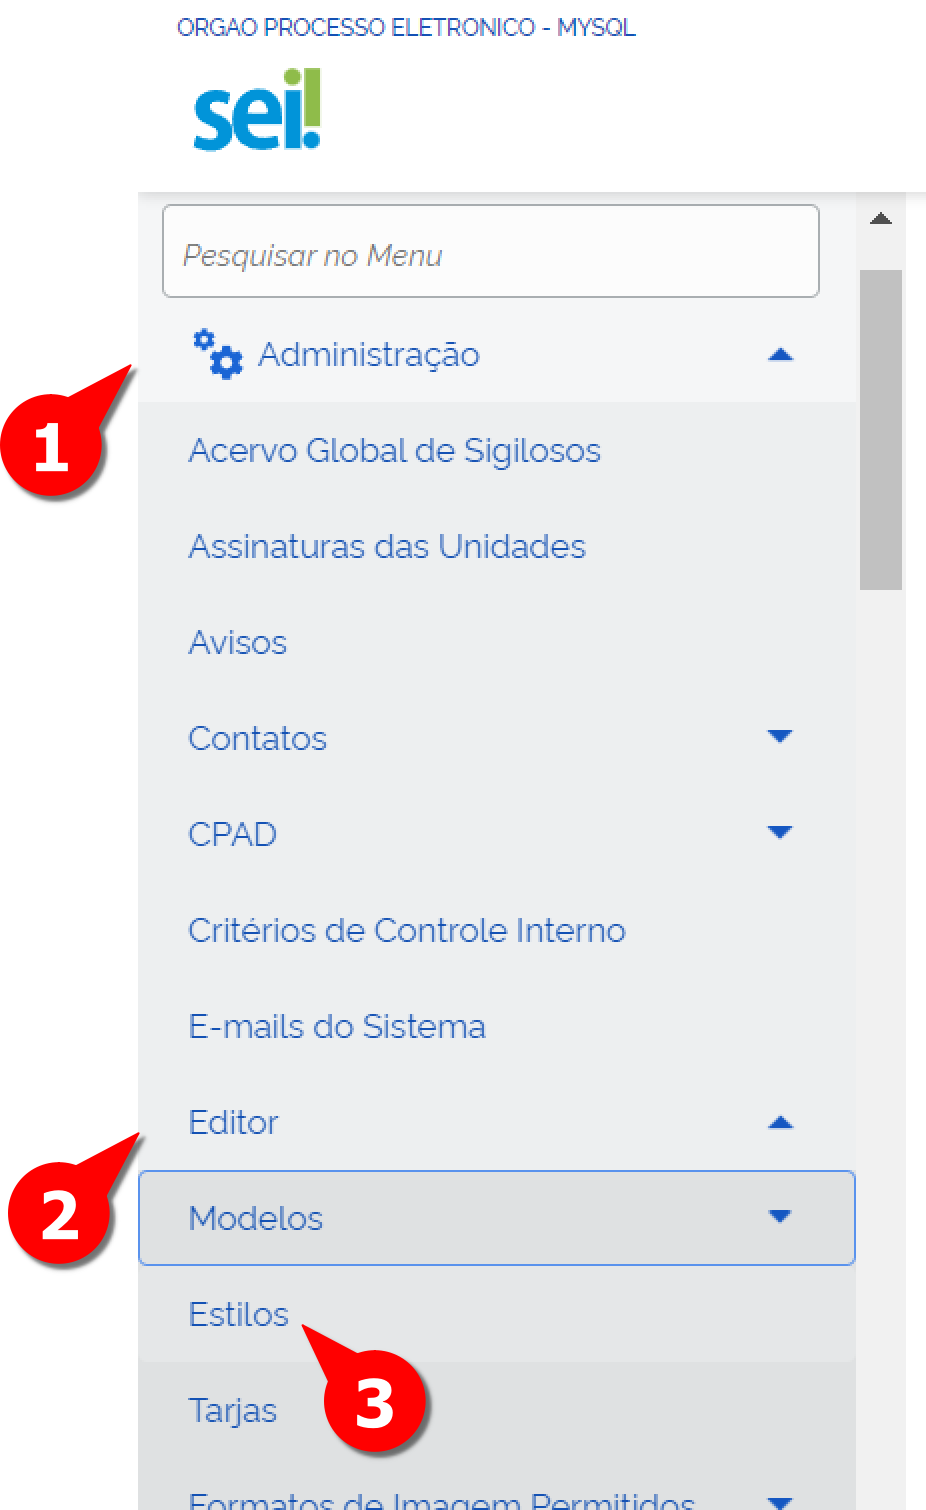 ORGAO PROCESSO ELETRONICO - MYSQL
sei!
Pesquisar no Menu
Administração
1
Acervo Global de Sigilosos
Assinaturas das Unidades
Avisos
Contatos
CPAD
Critérios de Controle Interno
E-mails do Sistema
Editor
2
Modelos
Estilos
3
Tarjas
Formatos de Imagem Permitidos